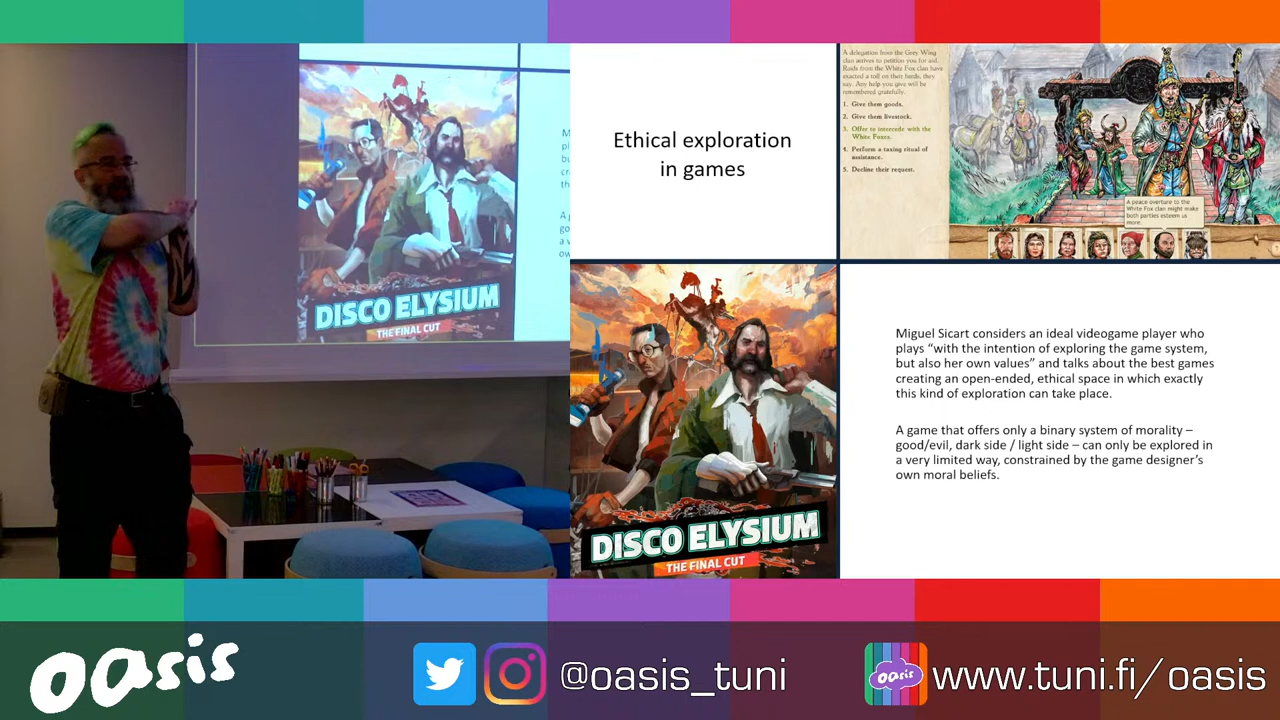 DISCO ELYSIUM
THE FINAL CUT
Ethical exploration
in games
A delegation from the Grey Wing
clan arrives to petition you for aid.
Raids from the White Fox clan have
exacted a toll on their herds, they
say. Any help you give will be
remembered gratefully.
1. Give them goods.
2. Give them livestock.
3. Offer to intercede with the
White Foxes.
4. Perform a taxing ritual of
assistance.
5. Decline their request.
A peace overture to the
White Fox clan might make
both parties esteem us
more.
DISCO ELYSIUM
THE FINAL CUT
Miguel Sicart considers an ideal videogame player who
plays “with the intention of exploring the game system,
but also her own values” and talks about the best games
creating an open-ended, ethical space in which exactly
this kind of exploration can take place.
A game that offers only a binary system of morality –
good/evil, dark side / light side – can only be explored in
a very limited way, constrained by the game designer’s
own moral beliefs.
oasis
@oasis_tuni
oasis
www.tuni.fi/oasis